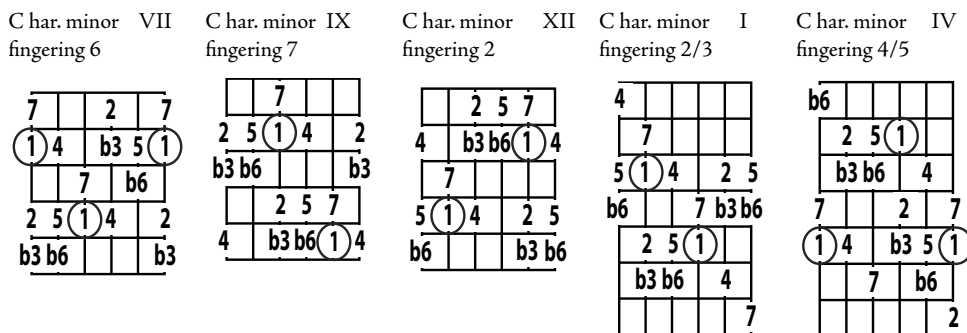 C har. minor VII
fingering 6
7 2 7
1 4 b3 5 1
7 b6
2 5 1 4 2
b3 b6 b3
C har. minor IX
fingering 7
7
2 5 1 4 2
b3 b6 b3
2 5 7
4 b3 b6 1 4
C har. minor XII
fingering 2
2 5 7
4 b3 b6 1 4
7
5 1 4 2 5
b6 b3 b6
C har. minor I
fingering 2/3
4
7
5 1 4 2 5
b6 7 b3 b6
2 5 1
b3 b6 4
7
C har. minor IV
fingering 4/5
b6
2 5 1
b3 b6 4
7 2 7
1 4 b3 5 1
7 b6
2